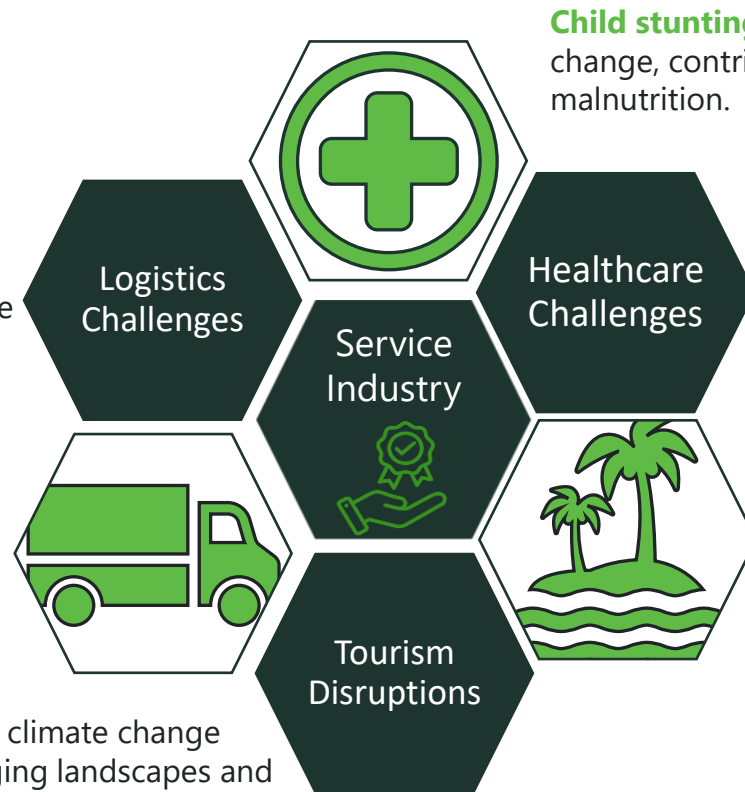 Child stunting
change, contri
malnutrition.
Logistics
Challenges
e
Healthcare
Challenges
Service
Industry
Tourism
Disruptions
climate change
ging landscapes and